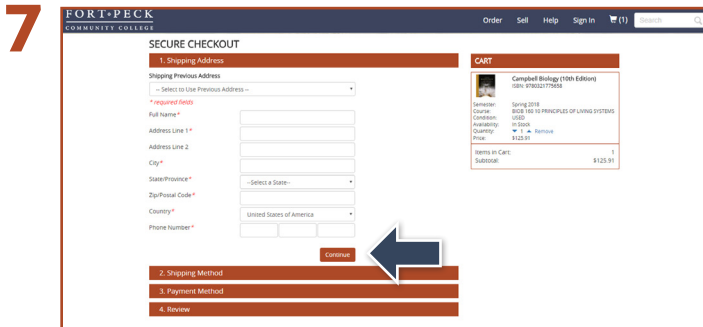 7
FORT•PECK
COMMUNITY COLLEGE
Order Sell Help Sign In (1) Search
SECURE CHECKOUT
1. Shipping Address
Shipping Previous Address
-- Select to Use Previous Address --
* required fields
Full Name *
Address Line 1 *
Address Line 2
City *
State/Province *
--Select a State--
Zip/Postal Code *
Country *
United States of America
Phone Number *
Continue
2. Shipping Method
3. Payment Method
4. Review
CART
Campbell Biology (10th Edition)
ISBN: 9780321775658
Semester: Spring 2018
Course: BIOB 160 10 PRINCIPLES OF LIVING SYSTEMS
Condition: USED
Availability: In Stock
Quantity: 1 Remove
Price: $125.91
Items in Cart: 1
Subtotal: $125.91